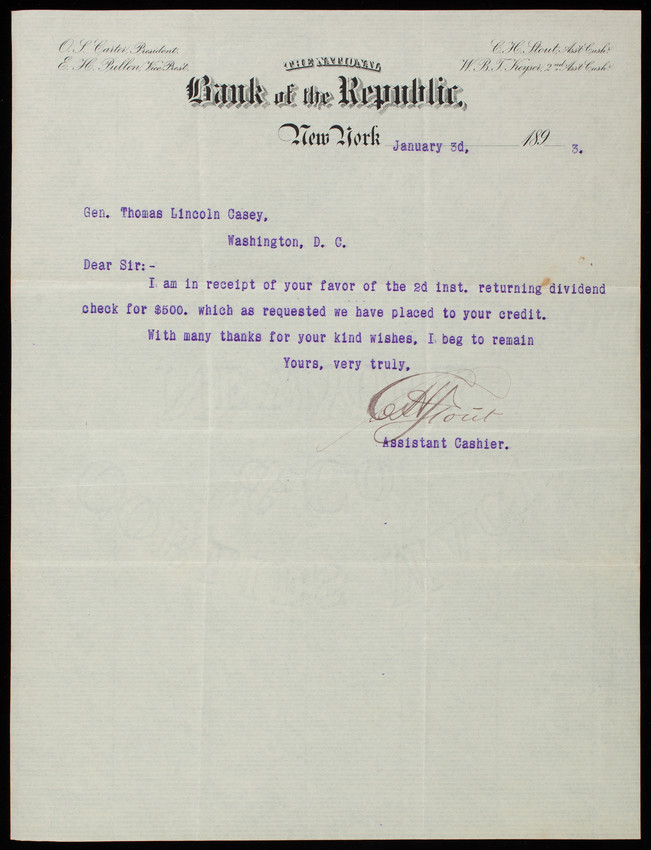 O. S. Carter, President.
E. H. Pullen, Vice Prest.
C. H. Stout, Asst Cashr
W. B. T. Keyser, 2nd Asst Cashr
THE NATIONAL
Bank of the Republic,
New York January 3d, 1893.
Gen. Thomas Lincoln Casey,
Washington, D. C.
Dear Sir:-
I am in receipt of your favor of the 2d inst. returning dividend
check for $500. which as requested we have placed to your credit.
With many thanks for your kind wishes, I beg to remain
Yours, very truly,
C H Stout
Assistant Cashier.